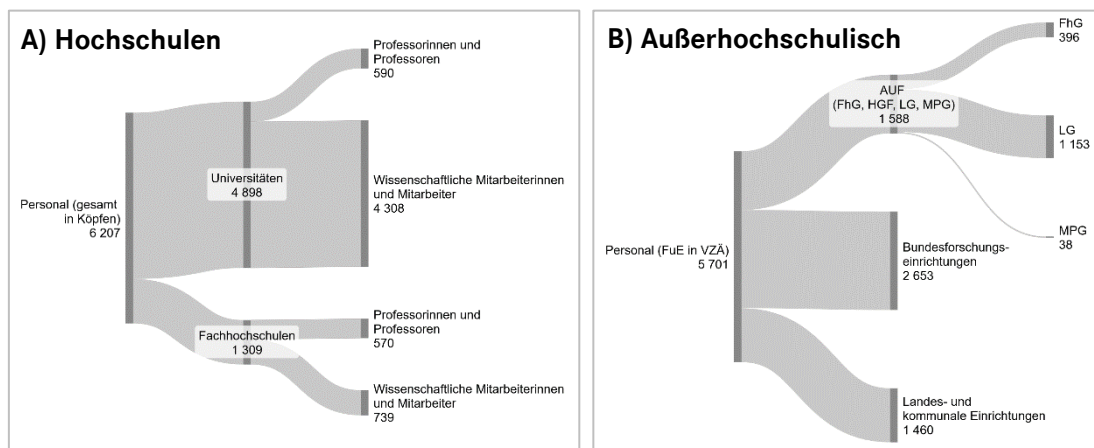 A) Hochschulen
Professorinnen und
Professoren
590
Universitäten
4 898
Wissenschaftliche Mitarbeiterinnen
und Mitarbeiter
4 308
Personal (gesamt
in Köpfen)
6 207
Professorinnen und
Professoren
570
Fachhochschulen
1 309
Wissenschaftliche Mitarbeiterinnen
und Mitarbeiter
739
B) Außerhochschulisch
FhG
396
AUF
(FhG, HGF, LG, MPG)
1 588
LG
1 153
MPG
38
Personal (FuE in VZÄ)
5 701
Bundesforschungs-
einrichtungen
2 653
Landes- und
kommunale Einrichtungen
1 460